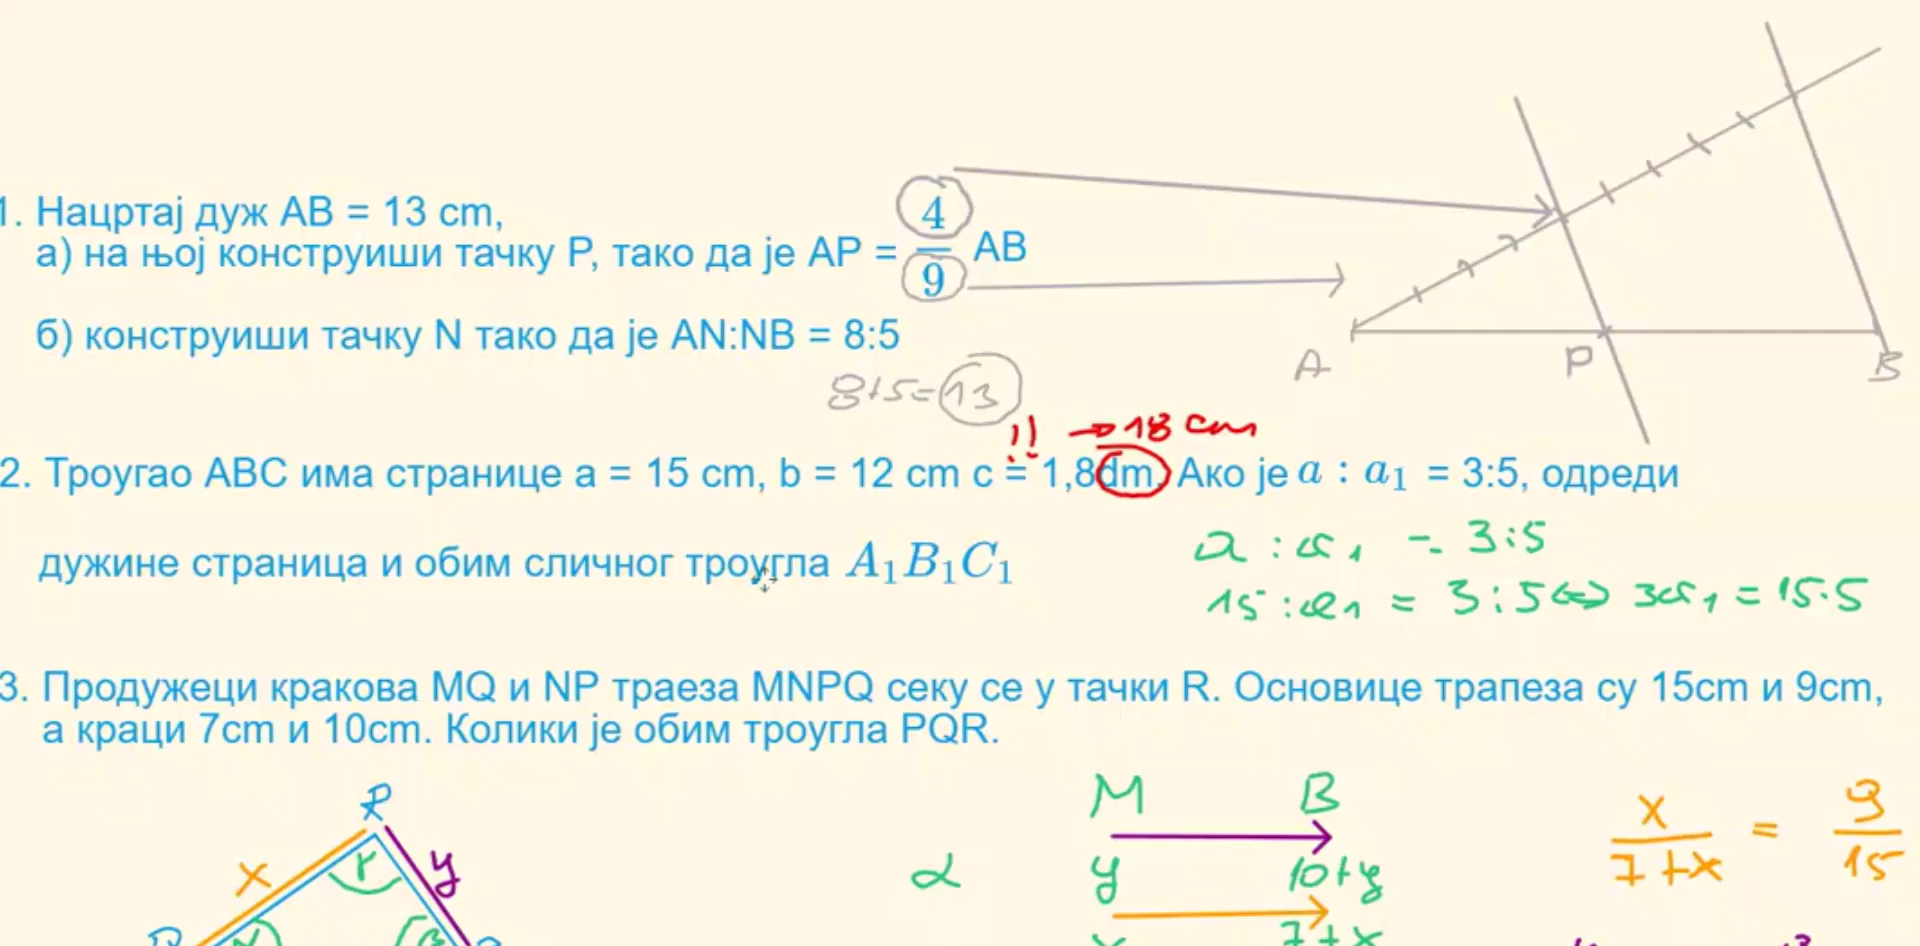 1. Нацртај дуж AB = 13 cm,
а) на њој конструиши тачку P, тако да је AP = 4/9 AB
б) конструиши тачку N тако да је AN:NB = 8:5
8+5=13
A P B
!! → 18 cm
2. Троугао ABC има странице a = 15 cm, b = 12 cm c = 1,8dm. Ако је a : a₁ = 3:5, одреди
дужине страница и обим сличног троугла A₁B₁C₁
a : a₁ = 3:5
15 : a₁ = 3:5 ⇔ 3a₁ = 15·5
3. Продужеци кракова MQ и NP траеза MNPQ секу се у тачки R. Основице трапеза су 15cm и 9cm,
а краци 7cm и 10cm. Колики је обим троугла PQR.
R
x γ y
M B
α y 10+y
7+x
x/7+x = 9/15